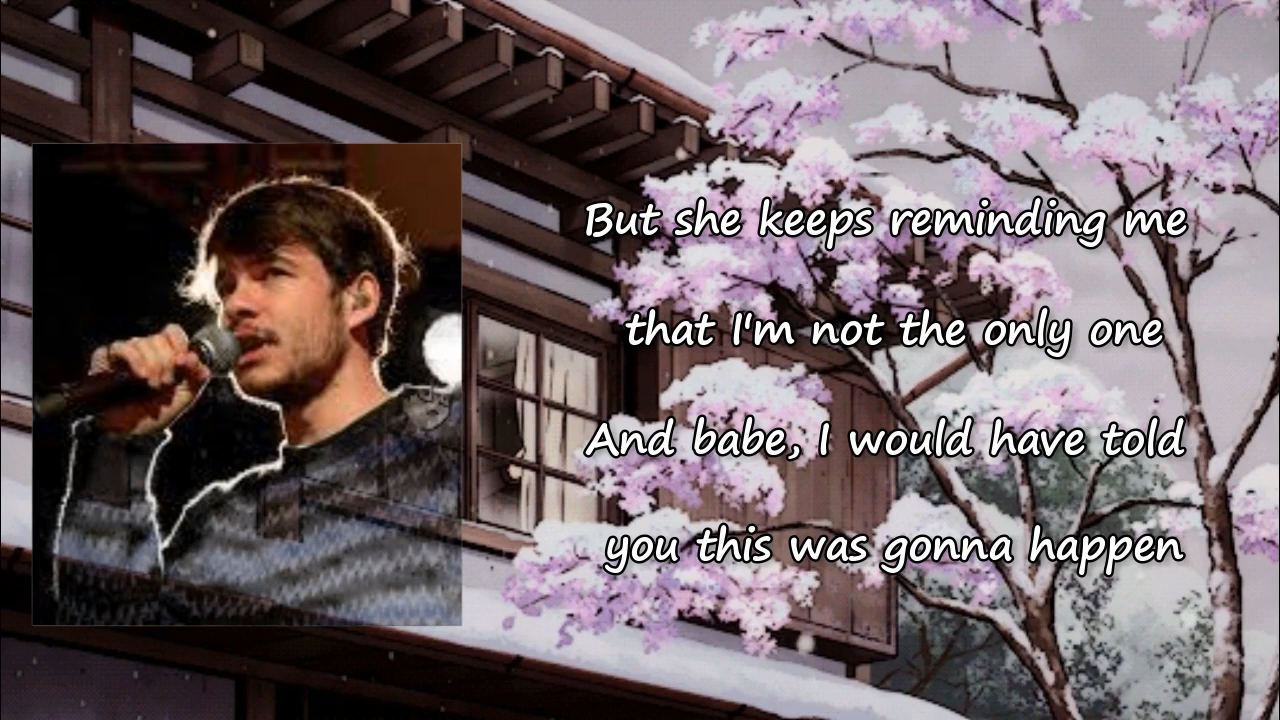 But she keeps reminding me
that I'm not the only one
And babe, I would have told
you this was gonna happen